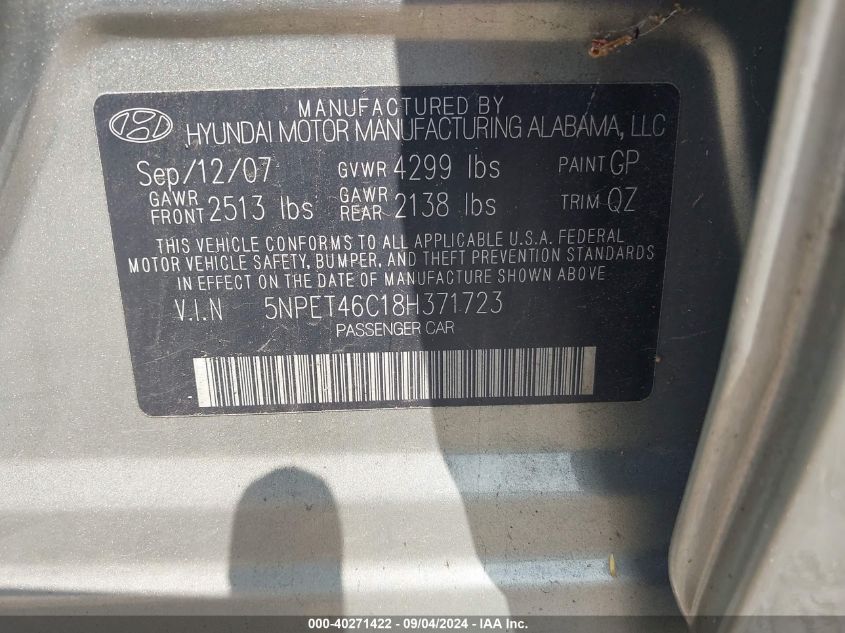 MANUFACTURED BY
HYUNDAI MOTOR MANUFACTURING ALABAMA, LLC
Sep/12/07 GVWR 4299 lbs PAINT GP
GAWR FRONT 2513 lbs GAWR REAR 2138 lbs TRIM QZ
THIS VEHICLE CONFORMS TO ALL APPLICABLE U.S.A. FEDERAL
MOTOR VEHICLE SAFETY, BUMPER, AND THEFT PREVENTION STANDARDS
IN EFFECT ON THE DATE OF MANUFACTURE SHOWN ABOVE
V.I.N 5NPET46C18H371723
PASSENGER CAR
000-40271422 - 09/04/2024 - IAA Inc.